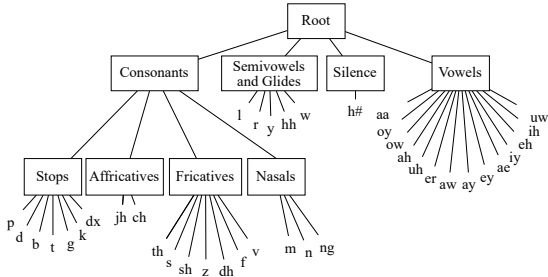 Root
Consonants
Semivowels
and Glides
Silence
Vowels
l r y hh w
h#
aa oy ow ah uh er aw ay ey ae iy eh ih uw
Stops
Affricatives
Fricatives
Nasals
p d b t g k dx
jh ch
th s sh z dh f v
m n ng